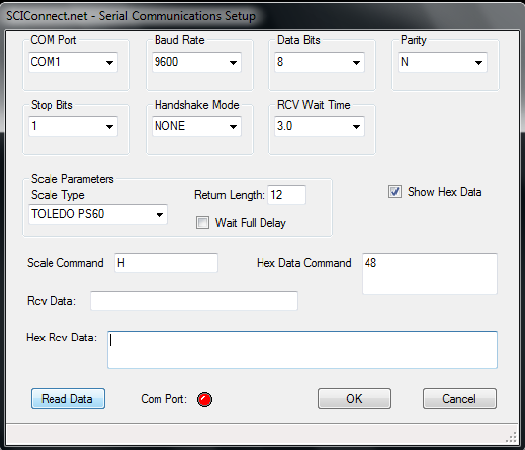 SCIConnect.net - Serial Communications Setup
COM Port Baud Rate Data Bits Parity
COM1 9600 8 N
Stop Bits Handshake Mode RCV Wait Time
1 NONE 3.0
Scale Parameters
Scale Type Return Length: 12 Show Hex Data
TOLEDO PS60 Wait Full Delay
Scale Command H Hex Data Command 48
Rcv Data:
Hex Rcv Data:
Read Data Com Port: OK Cancel